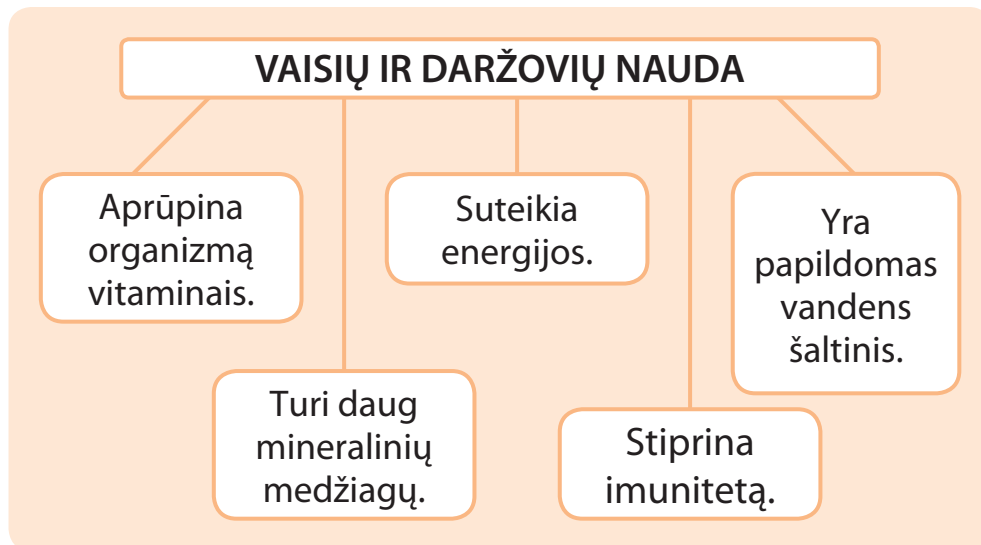 VAISIŲ IR DARŽOVIŲ NAUDA
Aprūpina
organizmą
vitaminais.
Turi daug
mineralinių
medžiagų.
Suteikia
energijos.
Stiprina
imunitetą.
Yra
papildomas
vandens
šaltinis.